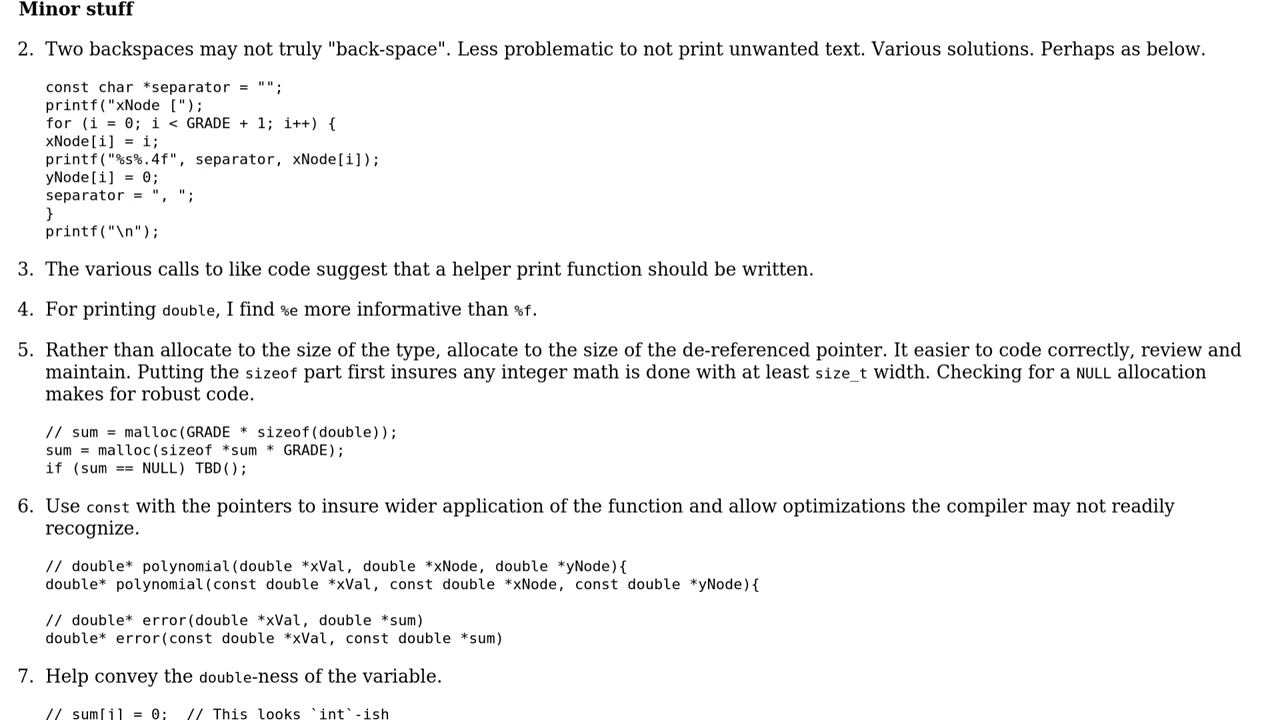 Minor stuff
2. Two backspaces may not truly "back-space". Less problematic to not print unwanted text. Various solutions. Perhaps as below.
const char *separator = "";
printf("xNode [");
for (i = 0; i < GRADE + 1; i++) {
xNode[i] = i;
printf("%s%.4f", separator, xNode[i]);
yNode[i] = 0;
separator = ", ";
}
printf("\n");
3. The various calls to like code suggest that a helper print function should be written.
4. For printing double, I find %e more informative than %f.
5. Rather than allocate to the size of the type, allocate to the size of the de-referenced pointer. It easier to code correctly, review and
maintain. Putting the sizeof part first insures any integer math is done with at least size_t width. Checking for a NULL allocation
makes for robust code.
// sum = malloc(GRADE * sizeof(double));
sum = malloc(sizeof *sum * GRADE);
if (sum == NULL) TBD();
6. Use const with the pointers to insure wider application of the function and allow optimizations the compiler may not readily
recognize.
// double* polynomial(double *xVal, double *xNode, double *yNode){
double* polynomial(const double *xVal, const double *xNode, const double *yNode){
// double* error(double *xVal, double *sum)
double* error(const double *xVal, const double *sum)
7. Help convey the double-ness of the variable.
// sum[j] = 0;  // This looks `int`-ish